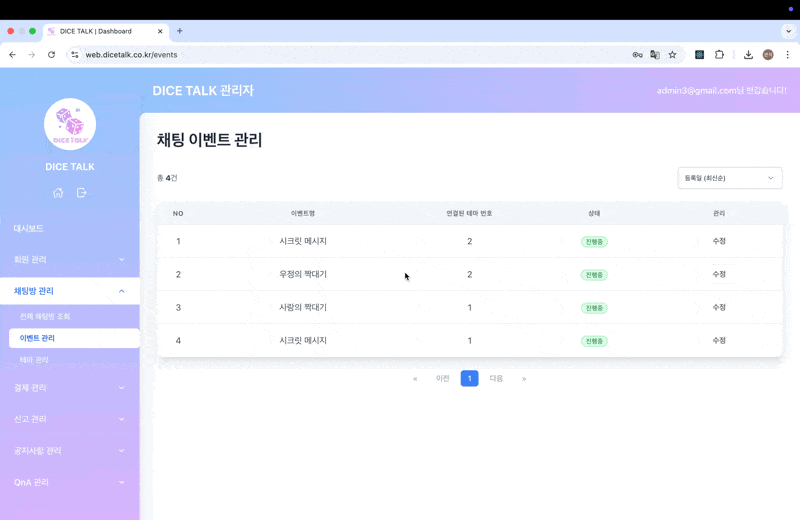 DICE TALK | Dashboard
web.dicetalk.co.kr/events
DICE TALK 관리자
admin3@gmail.com님 반갑습니다!
DICE TALK
DICE TALK
대시보드
회원 관리
채팅방 관리
전체 채팅방 조회
이벤트 관리
테마 관리
결제 관리
신고 관리
공지사항 관리
QnA 관리
채팅 이벤트 관리
총 4건
등록일 (최신순)
NO 이벤트명 연결된 테마 번호 상태 관리
1 시크릿 메시지 2 진행중 수정
2 우정의 짝대기 2 진행중 수정
3 사랑의 짝대기 1 진행중 수정
4 시크릿 메시지 1 진행중 수정
« 이전 1 다음 »